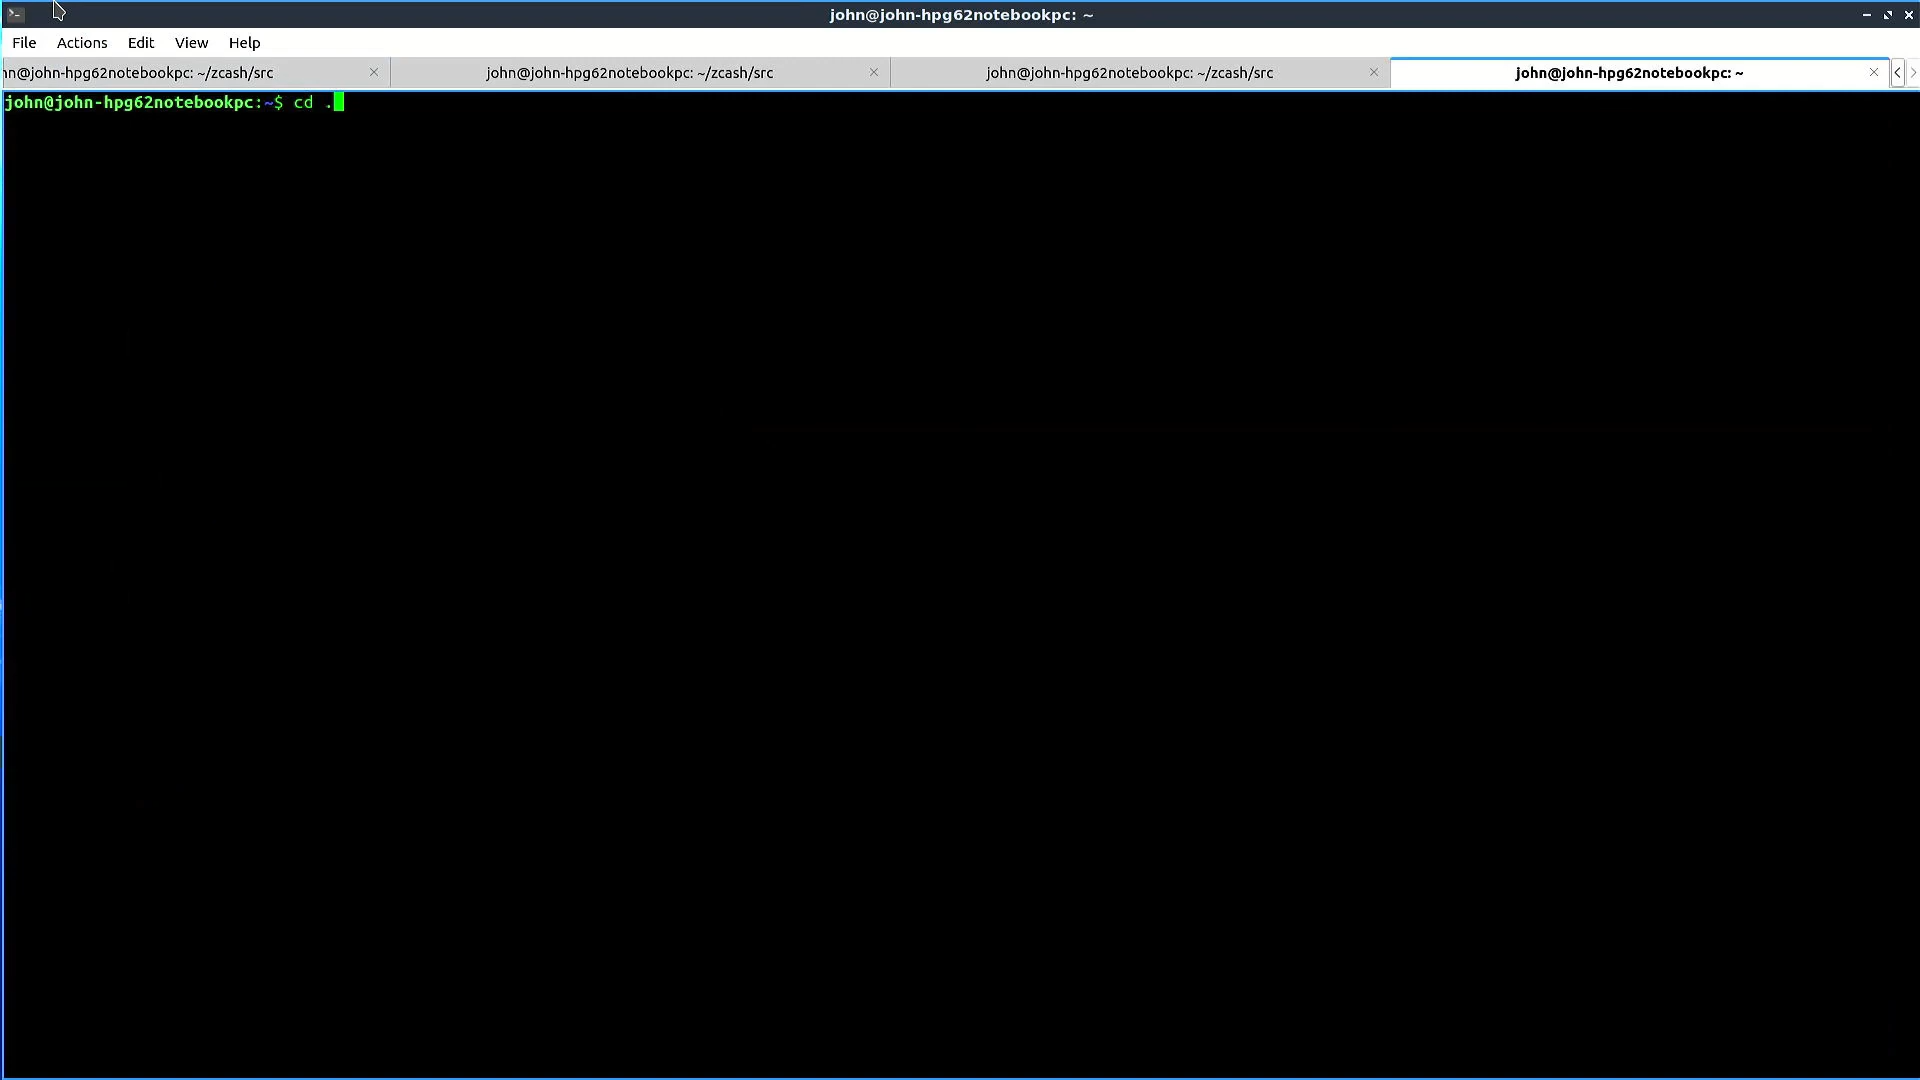 john@john-hpg62notebookpc: ~
File Actions Edit View Help
hn@john-hpg62notebookpc: ~/zcash/src
john@john-hpg62notebookpc: ~/zcash/src
john@john-hpg62notebookpc: ~/zcash/src
john@john-hpg62notebookpc: ~
john@john-hpg62notebookpc:~$ cd .